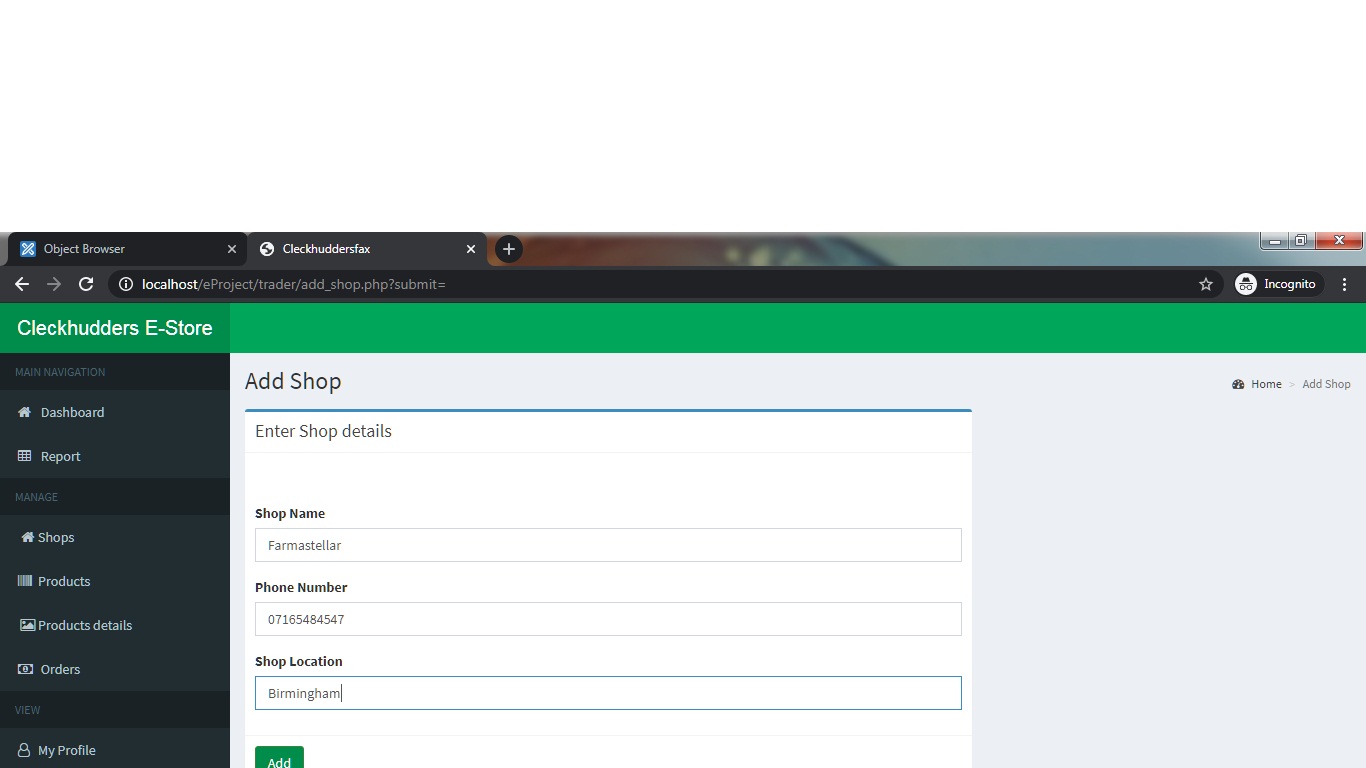 Object Browser
Cleckhuddersfax
localhost/eProject/trader/add_shop.php?submit=
Incognito
Cleckhudders E-Store
MAIN NAVIGATION
Dashboard
Report
MANAGE
Shops
Products
Products details
Orders
VIEW
My Profile
Add Shop
Home > Add Shop
Enter Shop details
Shop Name
Farmastellar
Phone Number
07165484547
Shop Location
Birmingham
Add